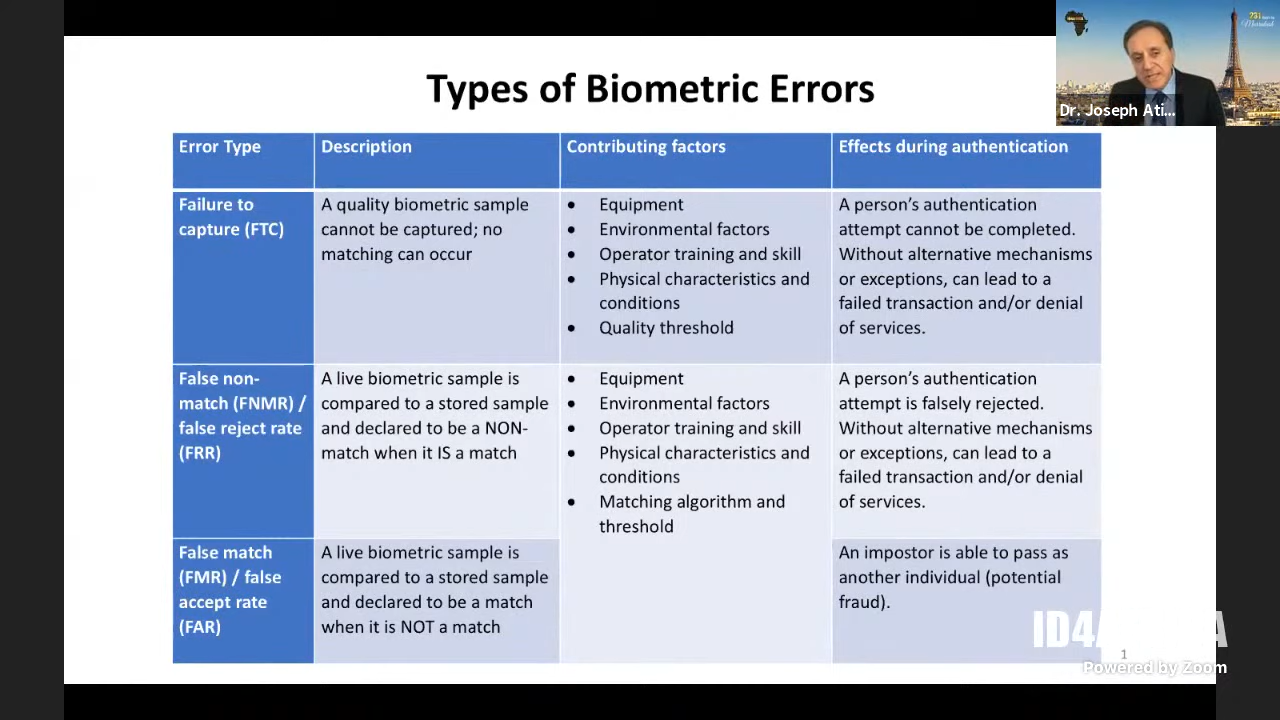 Types of Biometric Errors
Dr. Joseph Ati...
Error Type
Description
Contributing factors
Effects during authentication
Failure to
capture (FTC)
A quality biometric sample
cannot be captured; no
matching can occur
• Equipment
• Environmental factors
• Operator training and skill
• Physical characteristics and
conditions
• Quality threshold
A person’s authentication
attempt cannot be completed.
Without alternative mechanisms
or exceptions, can lead to a
failed transaction and/or denial
of services.
False non-
match (FNMR) /
false reject rate
(FRR)
A live biometric sample is
compared to a stored sample
and declared to be a NON-
match when it IS a match
• Equipment
• Environmental factors
• Operator training and skill
• Physical characteristics and
conditions
• Matching algorithm and
threshold
A person’s authentication
attempt is falsely rejected.
Without alternative mechanisms
or exceptions, can lead to a
failed transaction and/or denial
of services.
False match
(FMR) / false
accept rate
(FAR)
A live biometric sample is
compared to a stored sample
and declared to be a match
when it is NOT a match
An impostor is able to pass as
another individual (potential
fraud).
1
Powered by Zoom